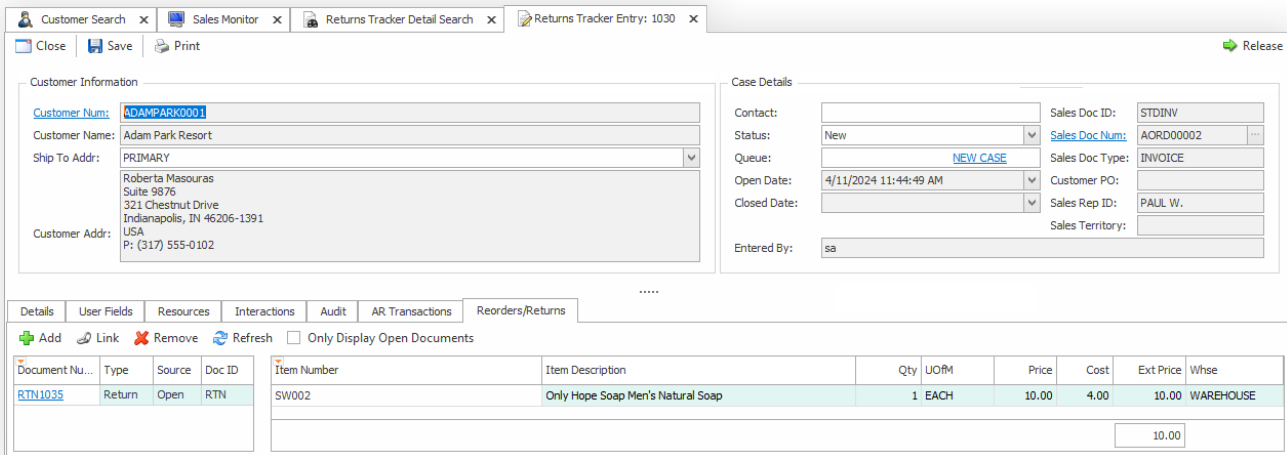 Customer Search x Sales Monitor x Returns Tracker Detail Search x Returns Tracker Entry: 1030 x
Close Save Print Release
Customer Information Case Details
Customer Num: ADAMPARK0001 Contact: Sales Doc ID: STDINV
Customer Name: Adam Park Resort Status: New Sales Doc Num: AORD00002 ...
Ship To Addr: PRIMARY Queue: NEW CASE Sales Doc Type: INVOICE
Roberta Masouras Open Date: 4/11/2024 11:44:49 AM Customer PO:
Suite 9876
321 Chestnut Drive Closed Date: Sales Rep ID: PAUL W.
Indianapolis, IN 46206-1391
Customer Addr: USA Sales Territory:
P: (317) 555-0102 Entered By: sa
.....
Details User Fields Resources Interactions Audit AR Transactions Reorders/Returns
Add Link Remove Refresh Only Display Open Documents
Document Nu... Type Source Doc ID Item Number Item Description Qty UOfM Price Cost Ext Price Whse
RTN1035 Return Open RTN SW002 Only Hope Soap Men's Natural Soap 1 EACH 10.00 4.00 10.00 WAREHOUSE
10.00